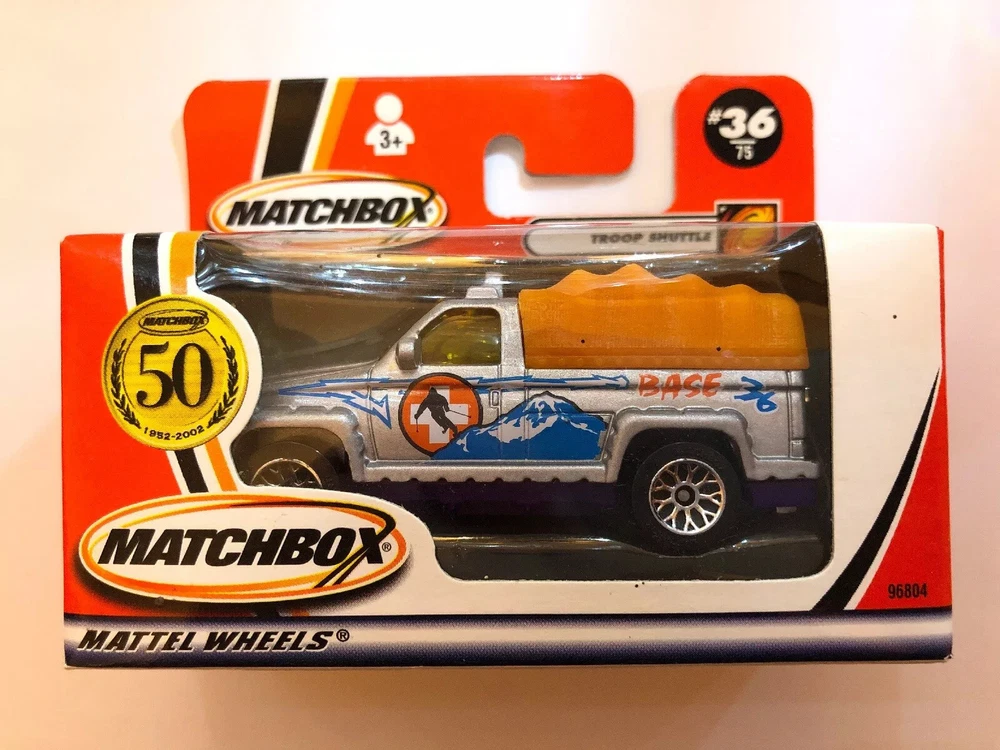 3+
#36
75
MATCHBOX
TROOP SHUTTLE
MATCHBOX
50
1952-2002
BASE 36
MATCHBOX®
96804
MATTEL WHEELS®